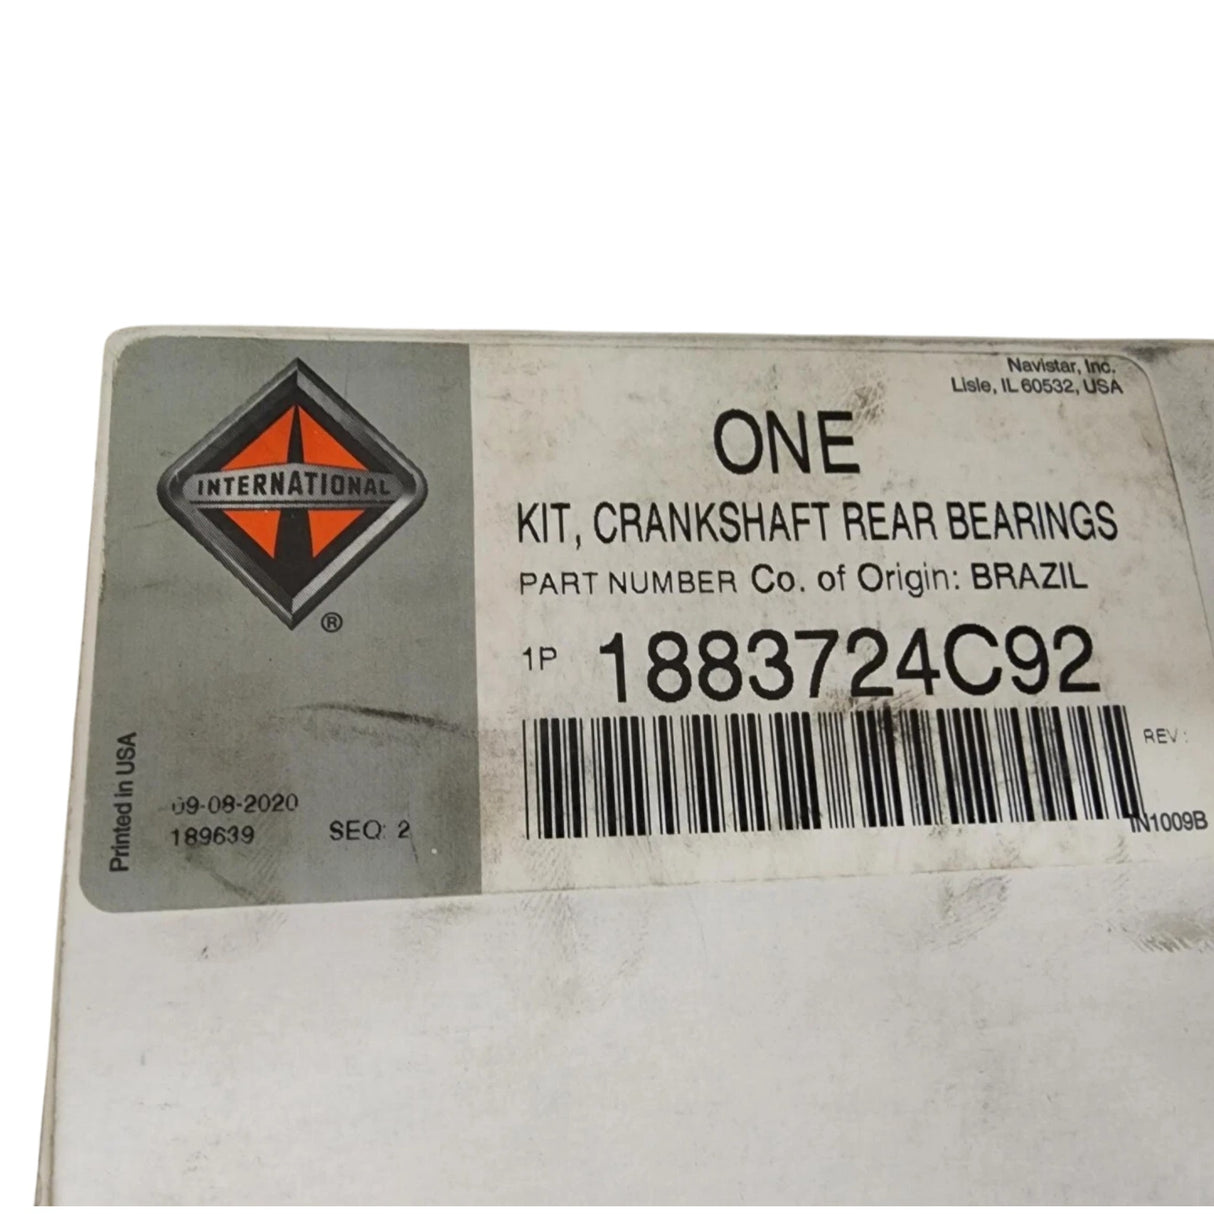 Navistar, Inc.
Lisle, IL 60532, USA
INTERNATIONAL
®
ONE
KIT, CRANKSHAFT REAR BEARINGS
PART NUMBER Co. of Origin: BRAZIL
1P 1883724C92
REV:
IN1009B
Printed in USA
09-08-2020
189639 SEQ: 2